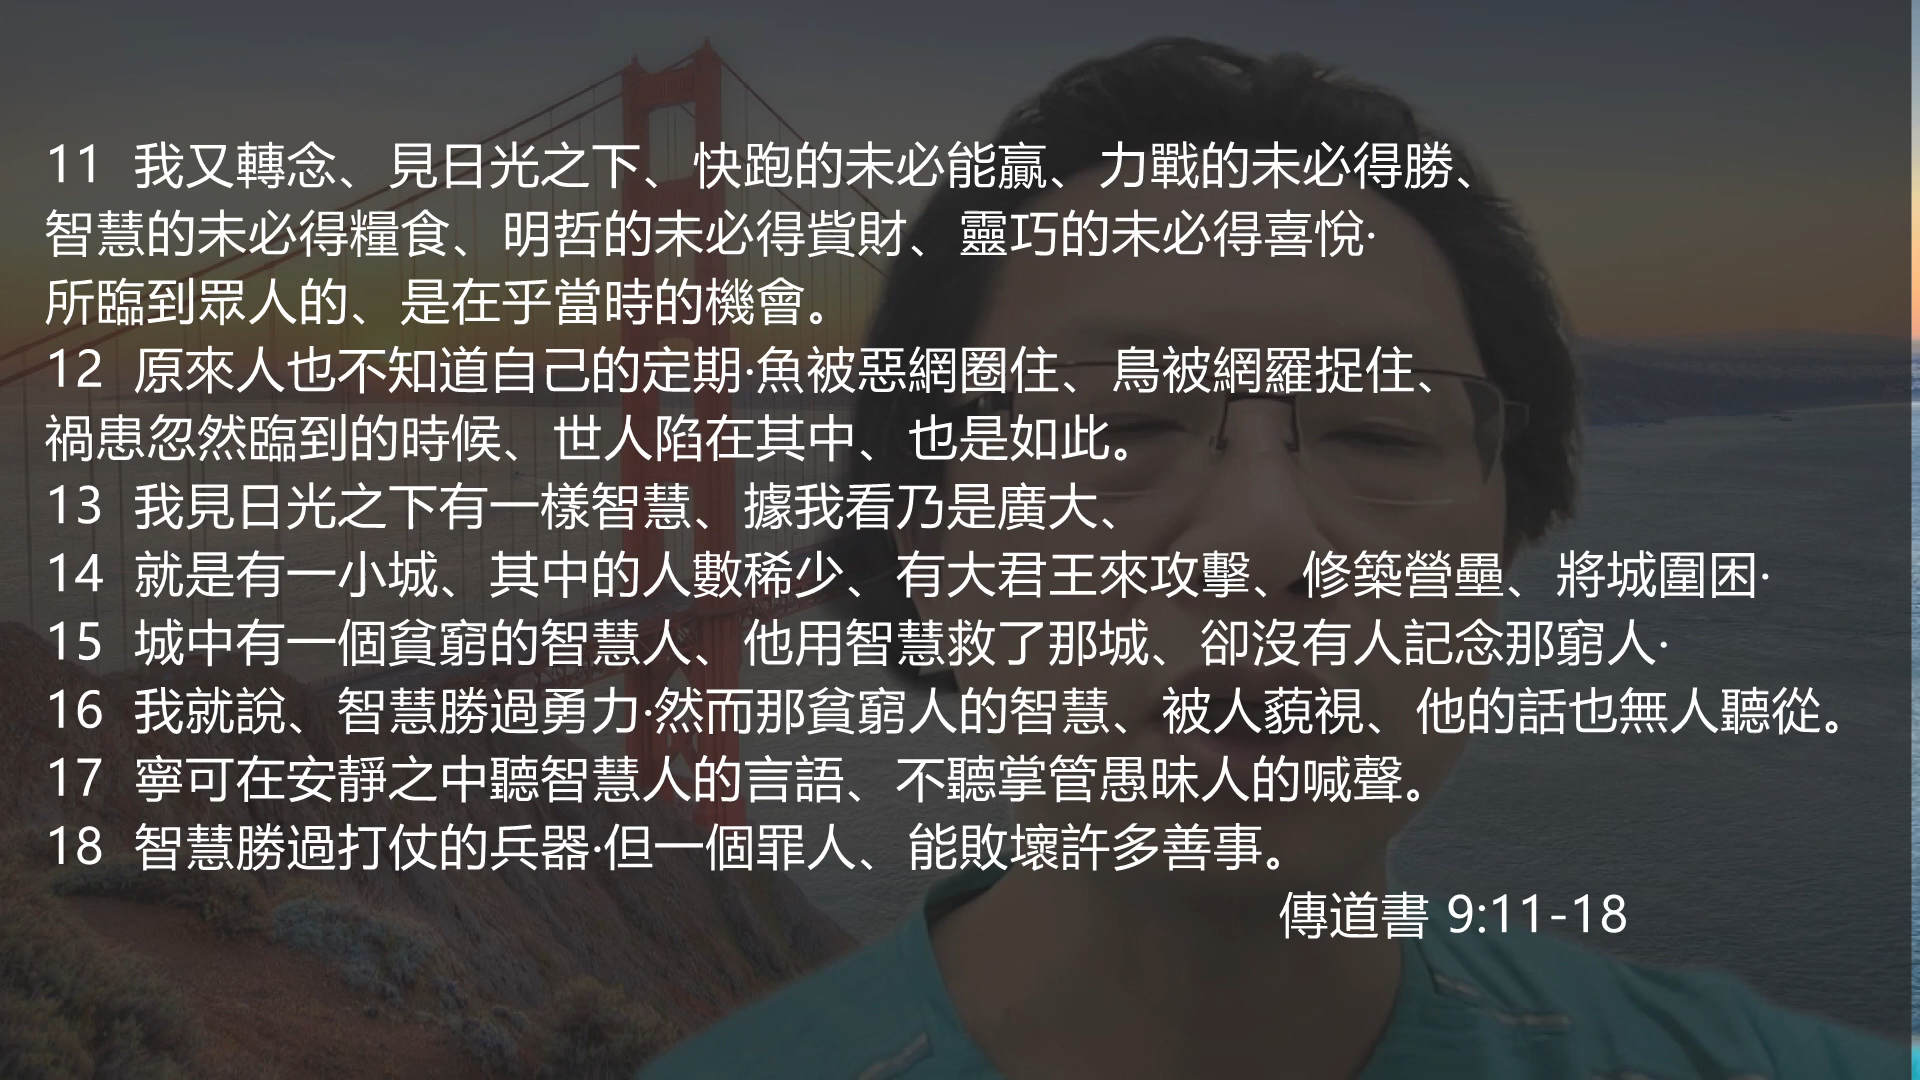 11 我又轉念、見日光之下、快跑的未必能贏、力戰的未必得勝、
智慧的未必得糧食、明哲的未必得貲財、靈巧的未必得喜悅·
所臨到眾人的、是在乎當時的機會。
12 原來人也不知道自己的定期·魚被惡網圈住、鳥被網羅捉住、
禍患忽然臨到的時候、世人陷在其中、也是如此。
13 我見日光之下有一樣智慧、據我看乃是廣大、
14 就是有一小城、其中的人數稀少、有大君王來攻擊、修築營壘、將城圍困·
15 城中有一個貧窮的智慧人、他用智慧救了那城、卻沒有人記念那窮人·
16 我就說、智慧勝過勇力·然而那貧窮人的智慧、被人藐視、他的話也無人聽從。
17 寧可在安靜之中聽智慧人的言語、不聽掌管愚昧人的喊聲。
18 智慧勝過打仗的兵器·但一個罪人、能敗壞許多善事。
傳道書 9:11-18